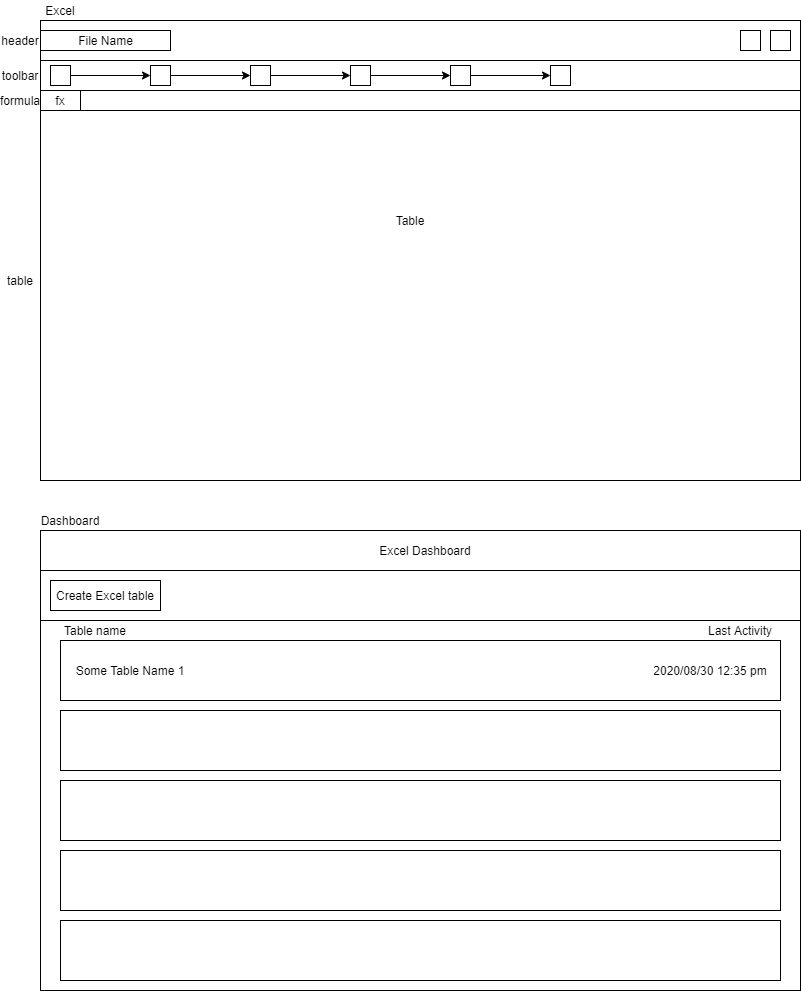 Excel
header
File Name
toolbar
formula
fx
Table
table
Dashboard
Excel Dashboard
Create Excel table
Table name
Last Activity
Some Table Name 1
2020/08/30 12:35 pm